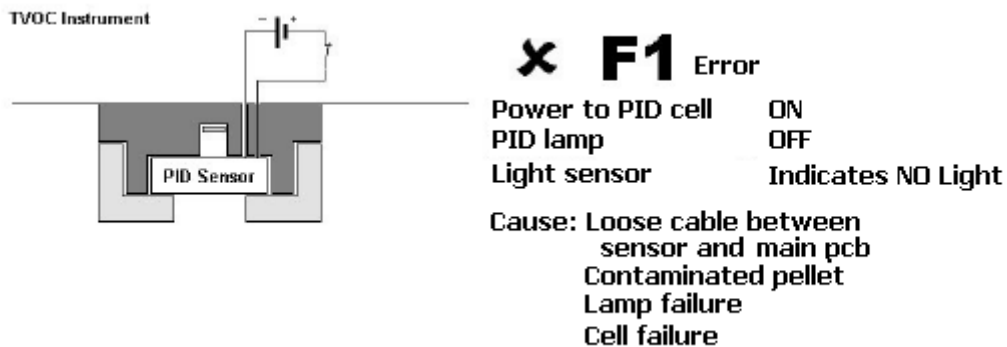 TVOC Instrument
- +
PID Sensor
✗ F1 Error
Power to PID cell ON
PID lamp OFF
Light sensor Indicates NO Light
Cause: Loose cable between
sensor and main pcb
Contaminated pellet
Lamp failure
Cell failure